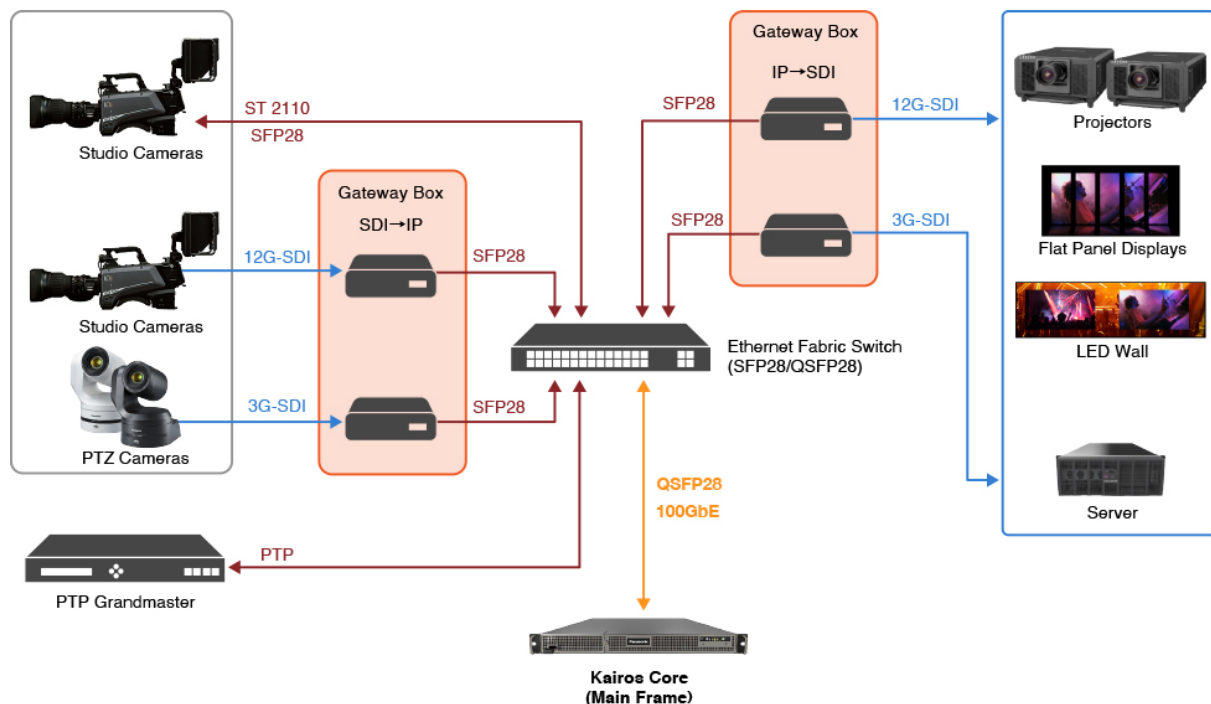 Gateway Box
IP→SDI
ST 2110
SFP28
Studio Cameras
SFP28
12G-SDI
Projectors
Gateway Box
SDI→IP
SFP28
3G-SDI
Flat Panel Displays
12G-SDI
SFP28
Studio Cameras
Ethernet Fabric Switch
(SFP28/QSFP28)
LED Wall
3G-SDI
SFP28
PTZ Cameras
QSFP28
100GbE
Server
PTP
PTP Grandmaster
Panasonic
Kairos Core
(Main Frame)